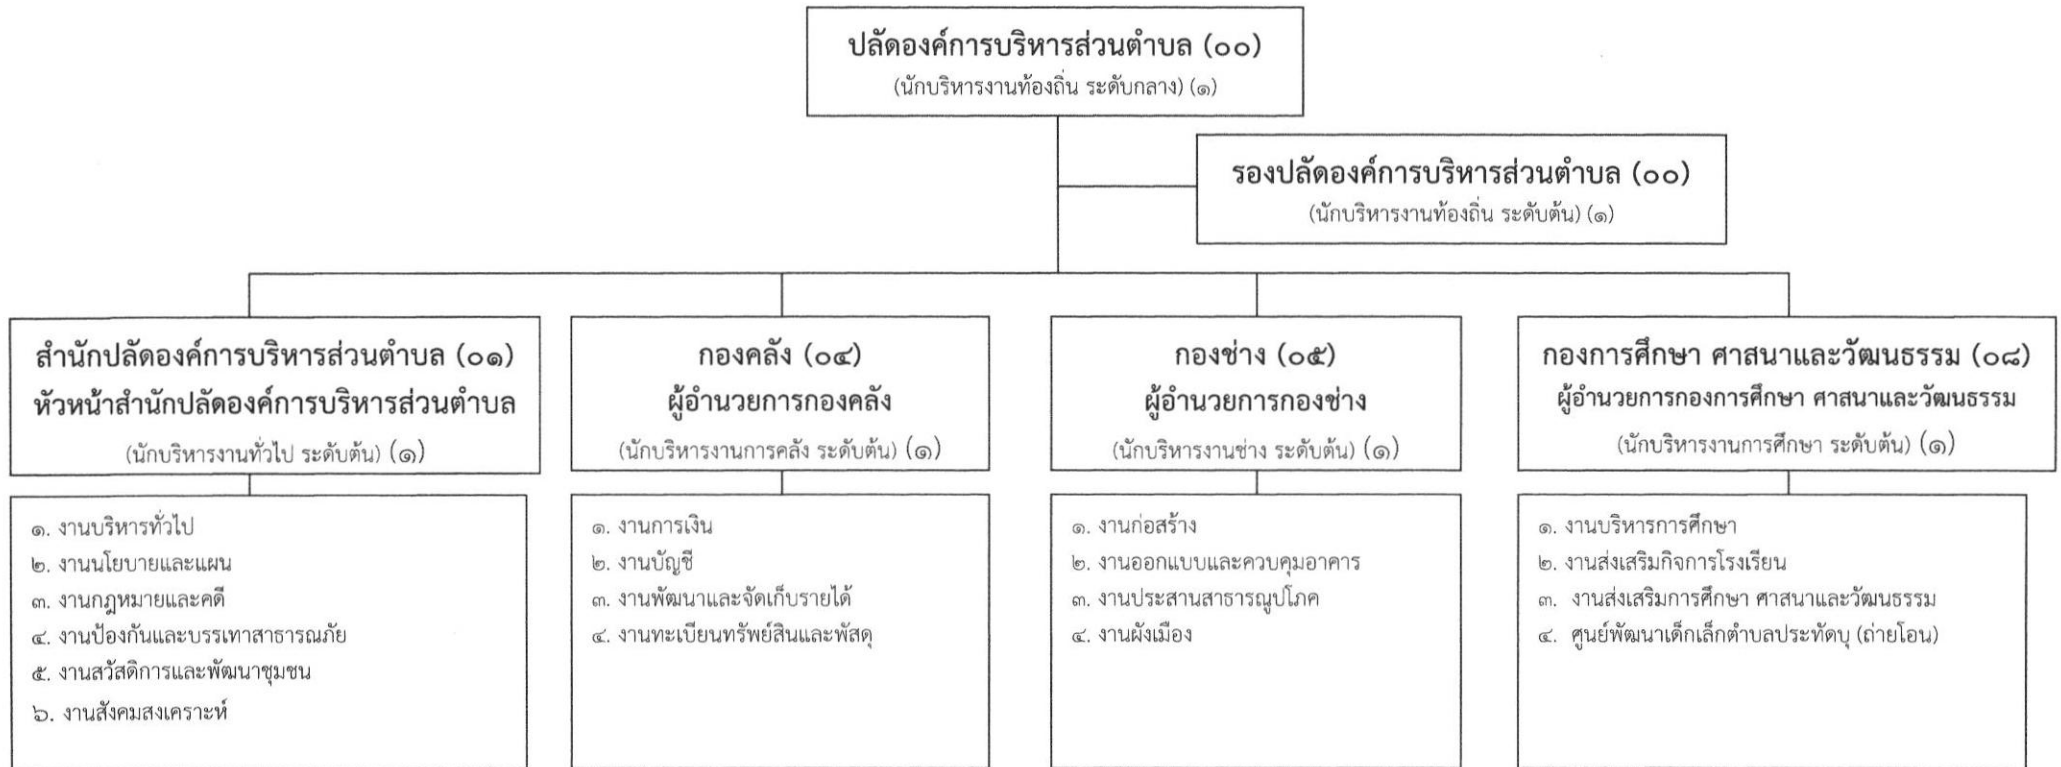 ปลัดองค์การบริหารส่วนตำบล (๐๐)
(นักบริหารงานท้องถิ่น ระดับกลาง) (๑)
รองปลัดองค์การบริหารส่วนตำบล (๐๐)
(นักบริหารงานท้องถิ่น ระดับต้น) (๑)
สำนักปลัดองค์การบริหารส่วนตำบล (๐๑)
หัวหน้าสำนักปลัดองค์การบริหารส่วนตำบล
(นักบริหารงานทั่วไป ระดับต้น) (๑)
๑. งานบริหารทั่วไป
๒. งานนโยบายและแผน
๓. งานกฎหมายและคดี
๔. งานป้องกันและบรรเทาสาธารณภัย
๕. งานสวัสดิการและพัฒนาชุมชน
๖. งานสังคมสงเคราะห์
กองคลัง (๐๔)
ผู้อำนวยการกองคลัง
(นักบริหารงานการคลัง ระดับต้น) (๑)
๑. งานการเงิน
๒. งานบัญชี
๓. งานพัฒนาและจัดเก็บรายได้
๔. งานทะเบียนทรัพย์สินและพัสดุ
กองช่าง (๐๕)
ผู้อำนวยการกองช่าง
(นักบริหารงานช่าง ระดับต้น) (๑)
๑. งานก่อสร้าง
๒. งานออกแบบและควบคุมอาคาร
๓. งานประสานสาธารณูปโภค
๔. งานผังเมือง
กองการศึกษา ศาสนาและวัฒนธรรม (๐๘)
ผู้อำนวยการกองการศึกษา ศาสนาและวัฒนธรรม
(นักบริหารงานการศึกษา ระดับต้น) (๑)
๑. งานบริหารการศึกษา
๒. งานส่งเสริมกิจการโรงเรียน
๓. งานส่งเสริมการศึกษา ศาสนาและวัฒนธรรม
๔. ศูนย์พัฒนาเด็กเล็กตำบลประทัดบุ (ถ่ายโอน)